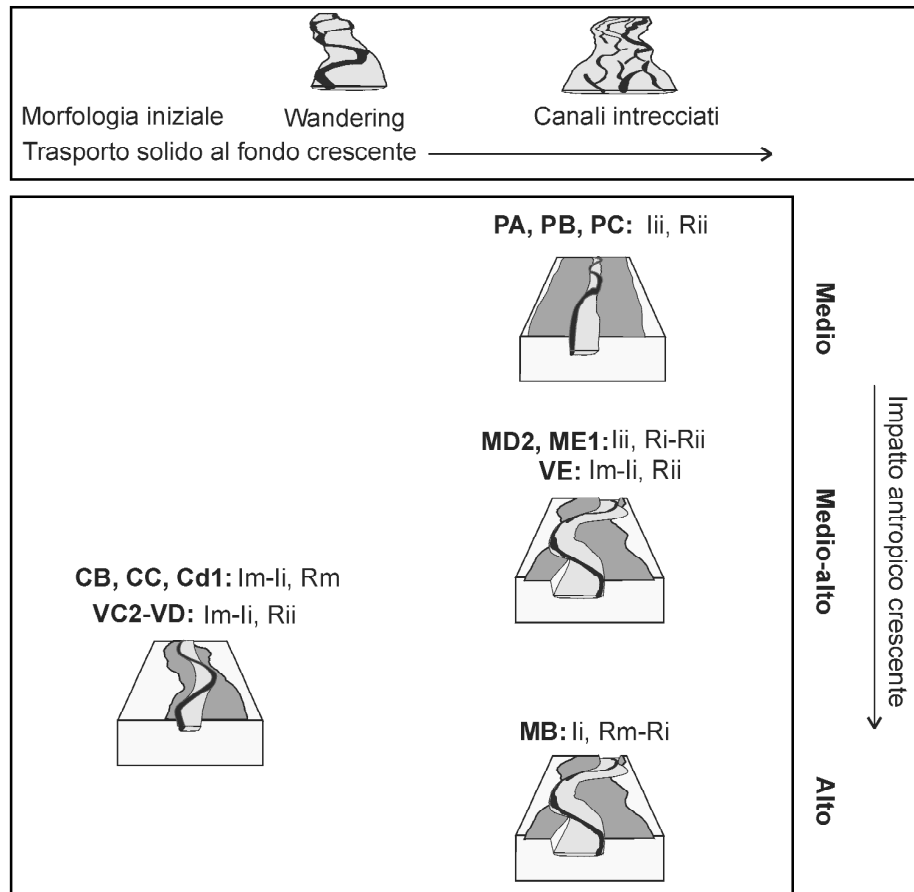 Morfologia iniziale Wandering Canali intrecciati
Trasporto solido al fondo crescente
PA, PB, PC: Iii, Rii
Medio
MD2, ME1:Iii, Ri-Rii
VE: Im-Ii, Rii
Medio-alto
Impatto antropico crescente
CB, CC, Cd1: Im-Ii, Rm
VC2-VD: Im-Ii, Rii
MB: Ii, Rm-Ri
Alto